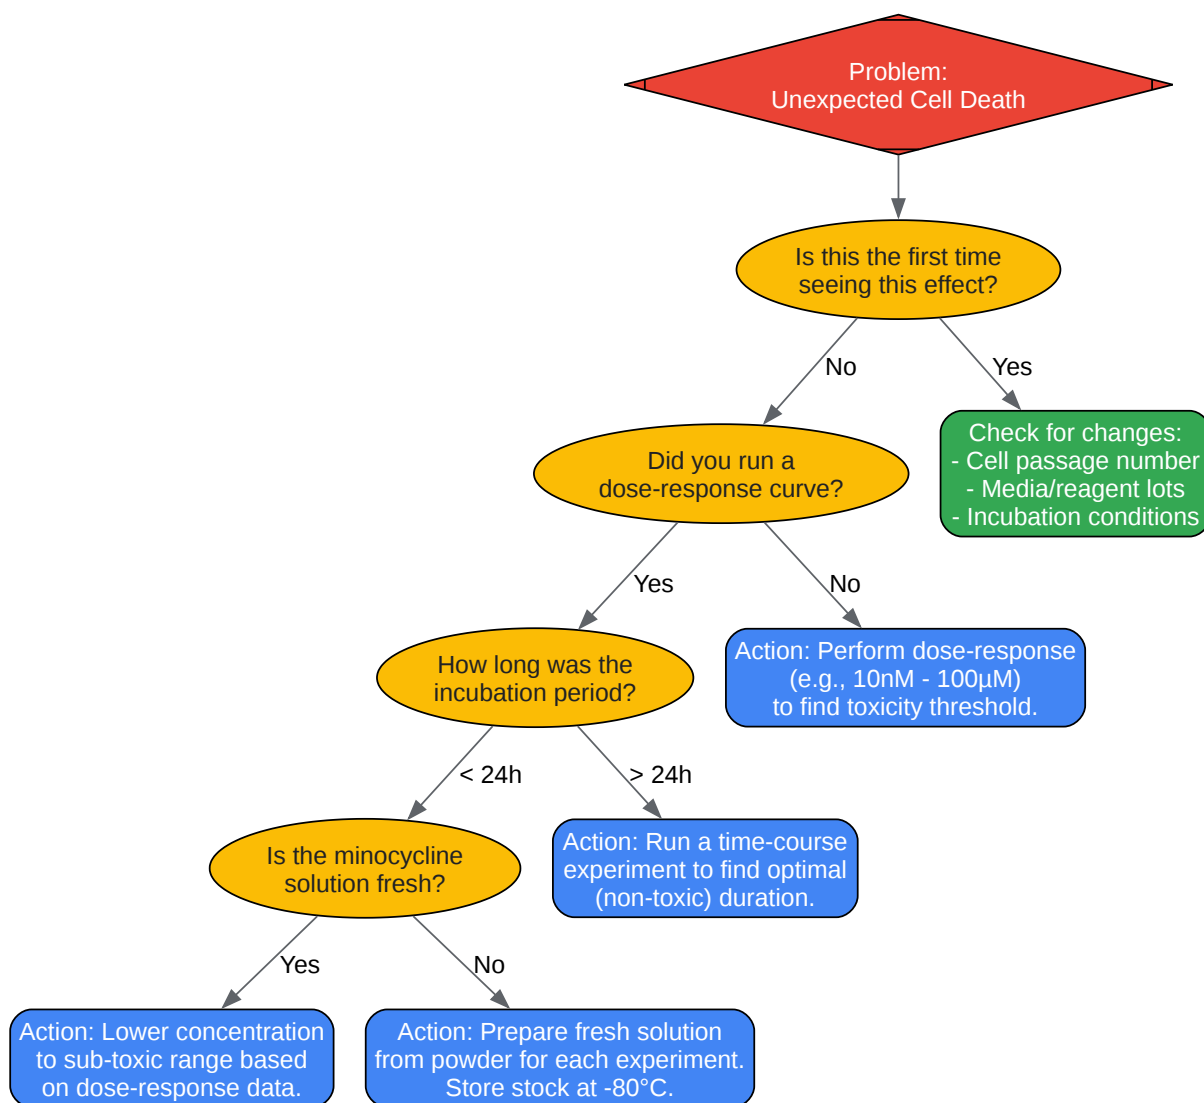 Problem:
Unexpected Cell Death
Is this the first time
seeing this effect?
No
Yes
Check for changes:
- Cell passage number
- Media/reagent lots
- Incubation conditions
Did you run a
dose-response curve?
Yes
No
Action: Perform dose-response
(e.g., 10nM - 100µM)
to find toxicity threshold.
How long was the
incubation period?
< 24h
> 24h
Action: Run a time-course
experiment to find optimal
(non-toxic) duration.
Is the minocycline
solution fresh?
Yes
No
Action: Lower concentration
to sub-toxic range based
on dose-response data.
Action: Prepare fresh solution
from powder for each experiment.
Store stock at -80°C.